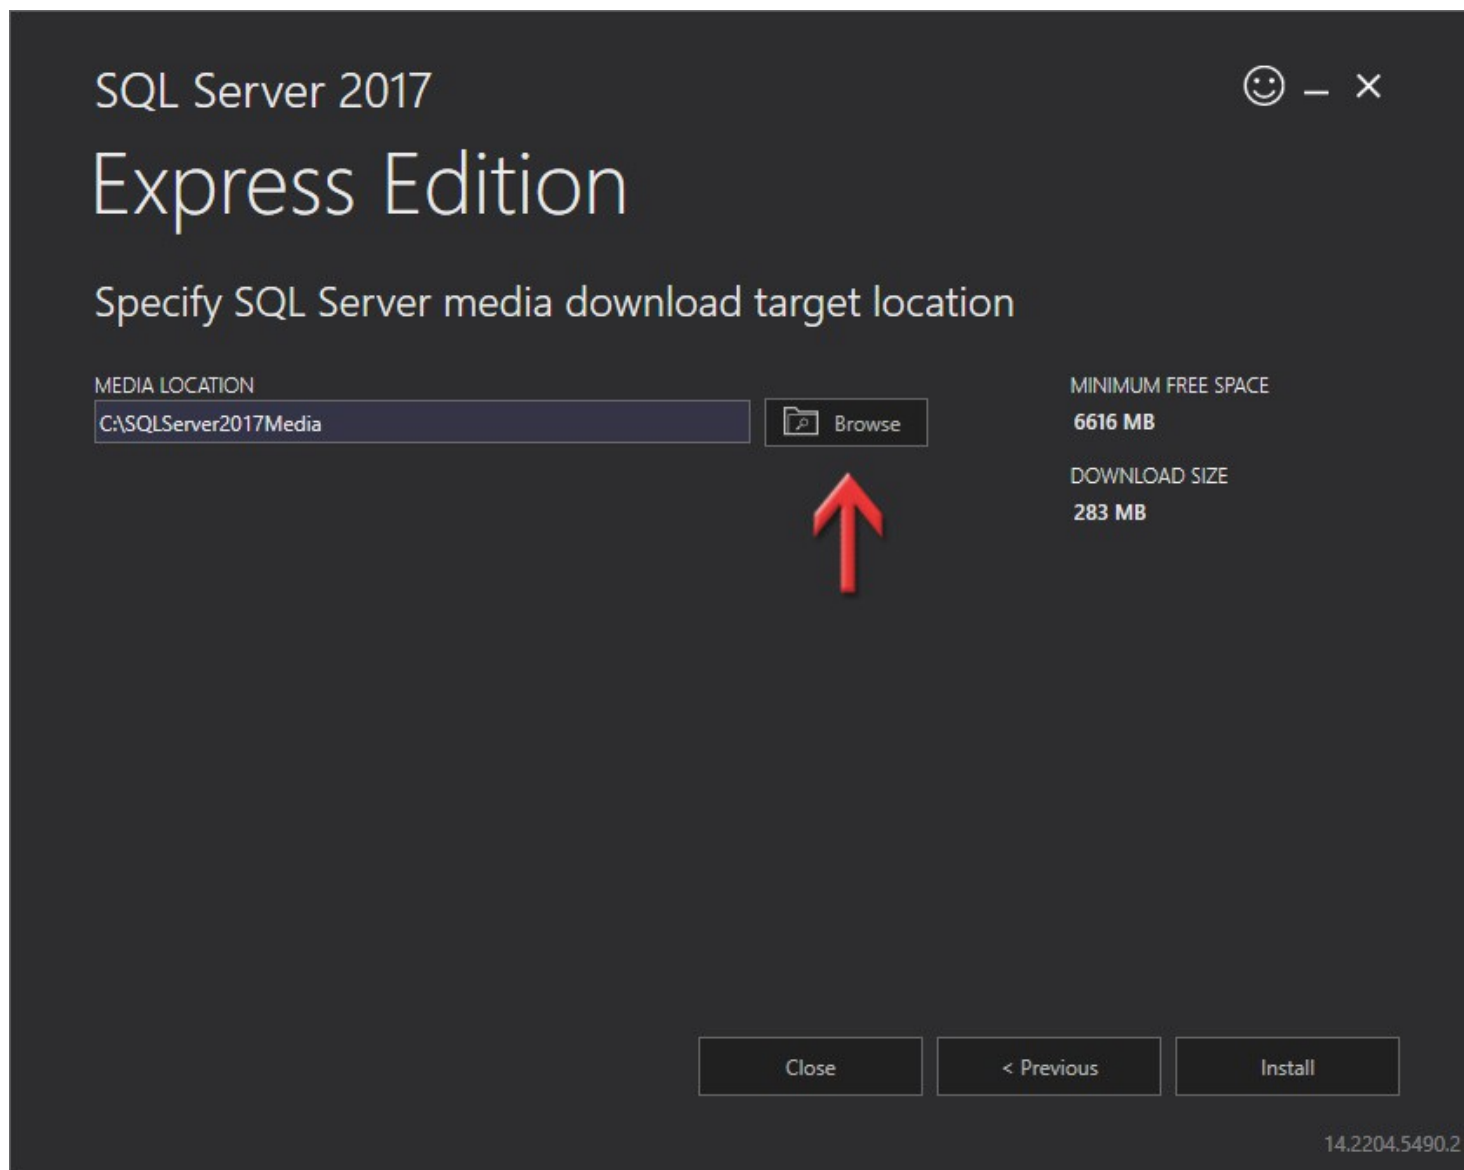 SQL Server 2017
Express Edition
Specify SQL Server media download target location
MEDIA LOCATION
C:\SQLServer2017Media
Browse
MINIMUM FREE SPACE
6616 MB
DOWNLOAD SIZE
283 MB
Close
< Previous
Install
14.2204.5490.2